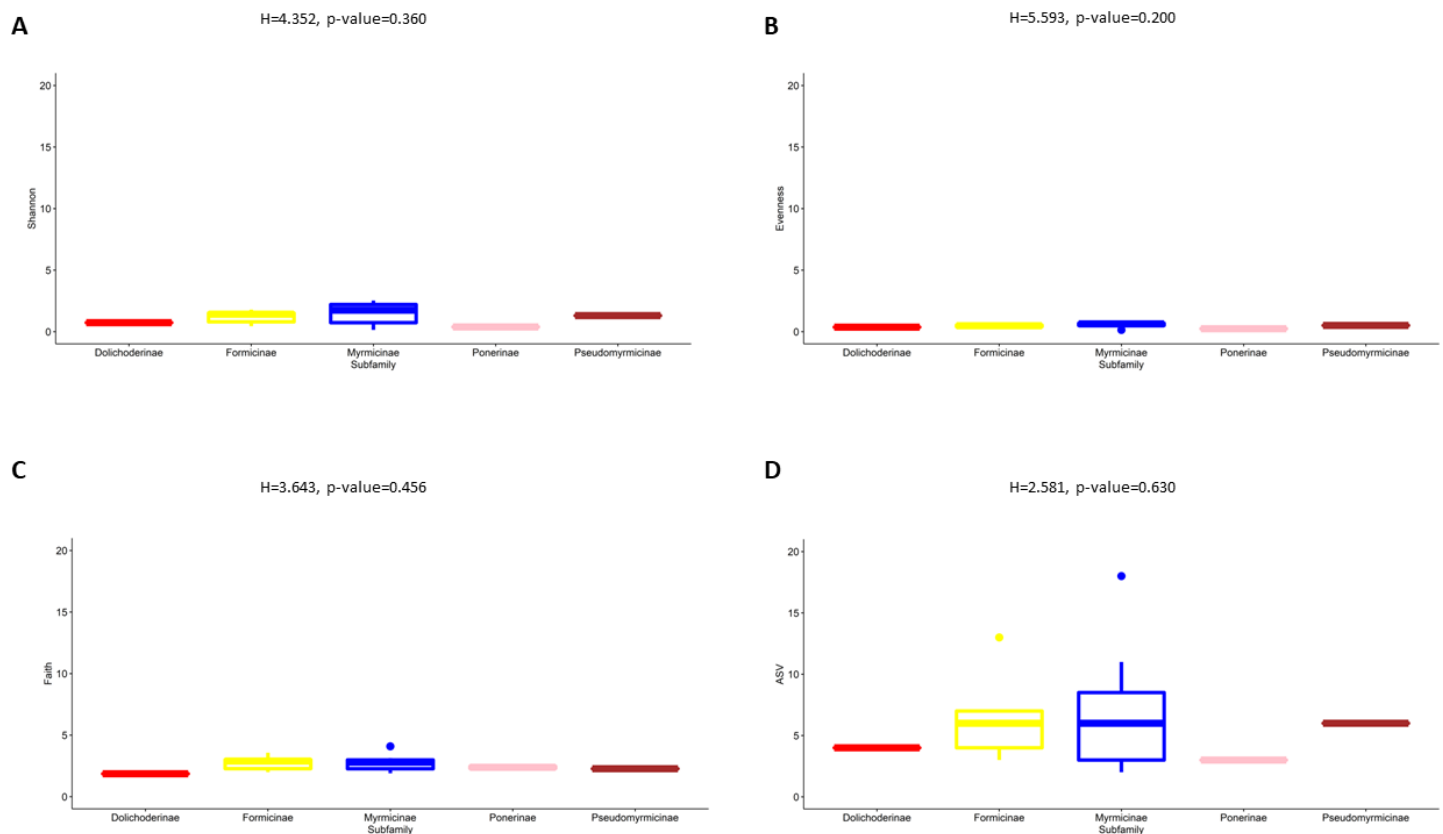 A
H=4.352, p-value=0.360
20
15
10
5
0
Shannon
Dolichoderinae Formicinae Myrmicinae Ponerinae Pseudomyrmicinae
Subfamily
B
H=5.593, p-value=0.200
20
15
10
5
0
Evenness
Dolichoderinae Formicinae Myrmicinae Ponerinae Pseudomyrmicinae
Subfamily
C
H=3.643, p-value=0.456
20
15
10
5
0
Faith
Dolichoderinae Formicinae Myrmicinae Ponerinae Pseudomyrmicinae
Subfamily
D
H=2.581, p-value=0.630
20
15
10
5
0
ASV
Dolichoderinae Formicinae Myrmicinae Ponerinae Pseudomyrmicinae
Subfamily